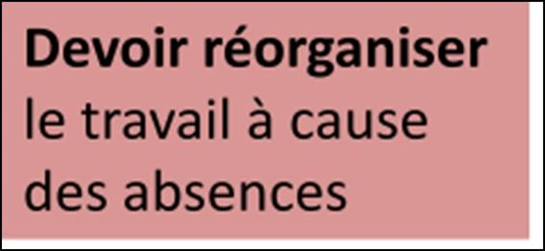 Devoir réorganiser
le travail à cause
des absences